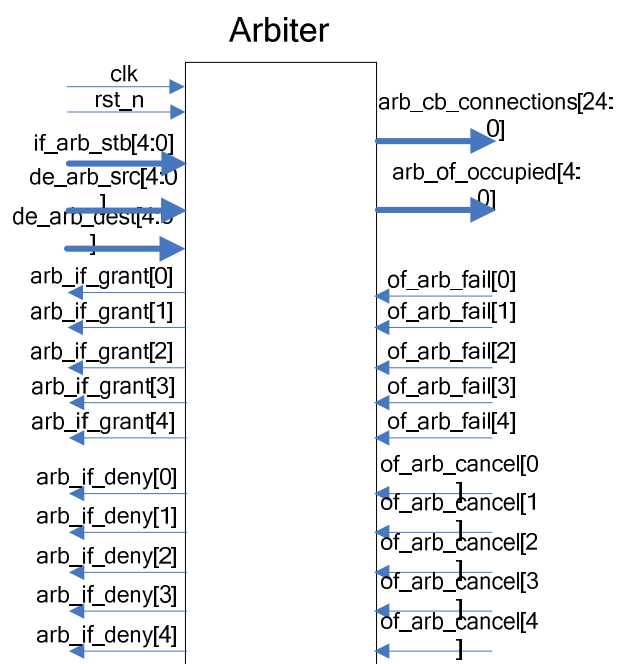 Arbiter
clk
rst_n
if_arb_stb[4:0]
de_arb_src[4:0
]
de_arb_dest[4:0
]
arb_if_grant[0]
arb_if_grant[1]
arb_if_grant[2]
arb_if_grant[3]
arb_if_grant[4]
arb_if_deny[0]
arb_if_deny[1]
arb_if_deny[2]
arb_if_deny[3]
arb_if_deny[4]
arb_cb_connections[24:
0]
arb_of_occupied[4:
0]
of_arb_fail[0]
of_arb_fail[1]
of_arb_fail[2]
of_arb_fail[3]
of_arb_fail[4]
of_arb_cancel[0
]
of_arb_cancel[1
]
of_arb_cancel[2
]
of_arb_cancel[3
]
of_arb_cancel[4
]